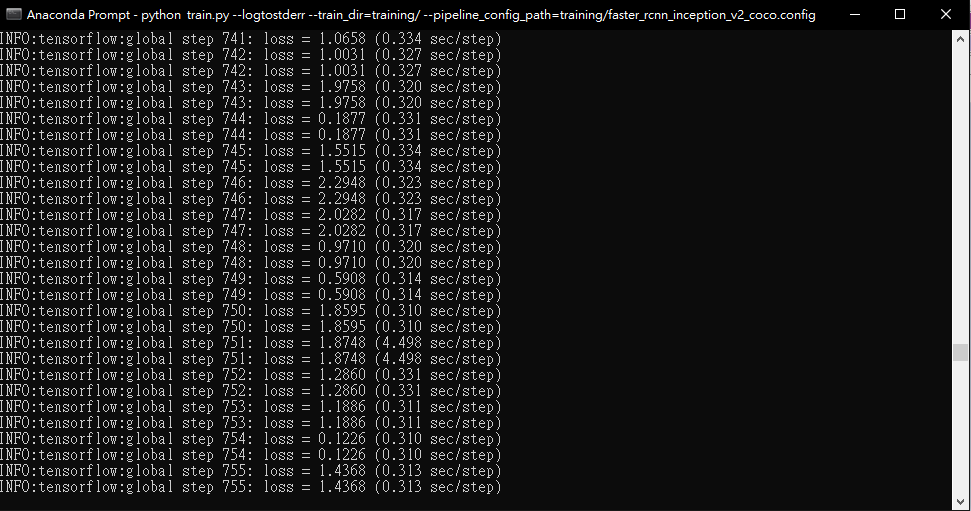 Anaconda Prompt - python  train.py --logtostderr --train_dir=training/ --pipeline_config_path=training/faster_rcnn_inception_v2_coco.config
INFO:tensorflow:global step 741: loss = 1.0658 (0.334 sec/step)
INFO:tensorflow:global step 742: loss = 1.0031 (0.327 sec/step)
INFO:tensorflow:global step 742: loss = 1.0031 (0.327 sec/step)
INFO:tensorflow:global step 743: loss = 1.9758 (0.320 sec/step)
INFO:tensorflow:global step 743: loss = 1.9758 (0.320 sec/step)
INFO:tensorflow:global step 744: loss = 0.1877 (0.331 sec/step)
INFO:tensorflow:global step 744: loss = 0.1877 (0.331 sec/step)
INFO:tensorflow:global step 745: loss = 1.5515 (0.334 sec/step)
INFO:tensorflow:global step 745: loss = 1.5515 (0.334 sec/step)
INFO:tensorflow:global step 746: loss = 2.2948 (0.323 sec/step)
INFO:tensorflow:global step 746: loss = 2.2948 (0.323 sec/step)
INFO:tensorflow:global step 747: loss = 2.0282 (0.317 sec/step)
INFO:tensorflow:global step 747: loss = 2.0282 (0.317 sec/step)
INFO:tensorflow:global step 748: loss = 0.9710 (0.320 sec/step)
INFO:tensorflow:global step 748: loss = 0.9710 (0.320 sec/step)
INFO:tensorflow:global step 749: loss = 0.5908 (0.314 sec/step)
INFO:tensorflow:global step 749: loss = 0.5908 (0.314 sec/step)
INFO:tensorflow:global step 750: loss = 1.8595 (0.310 sec/step)
INFO:tensorflow:global step 750: loss = 1.8595 (0.310 sec/step)
INFO:tensorflow:global step 751: loss = 1.8748 (4.498 sec/step)
INFO:tensorflow:global step 751: loss = 1.8748 (4.498 sec/step)
INFO:tensorflow:global step 752: loss = 1.2860 (0.331 sec/step)
INFO:tensorflow:global step 752: loss = 1.2860 (0.331 sec/step)
INFO:tensorflow:global step 753: loss = 1.1886 (0.311 sec/step)
INFO:tensorflow:global step 753: loss = 1.1886 (0.311 sec/step)
INFO:tensorflow:global step 754: loss = 0.1226 (0.310 sec/step)
INFO:tensorflow:global step 754: loss = 0.1226 (0.310 sec/step)
INFO:tensorflow:global step 755: loss = 1.4368 (0.313 sec/step)
INFO:tensorflow:global step 755: loss = 1.4368 (0.313 sec/step)